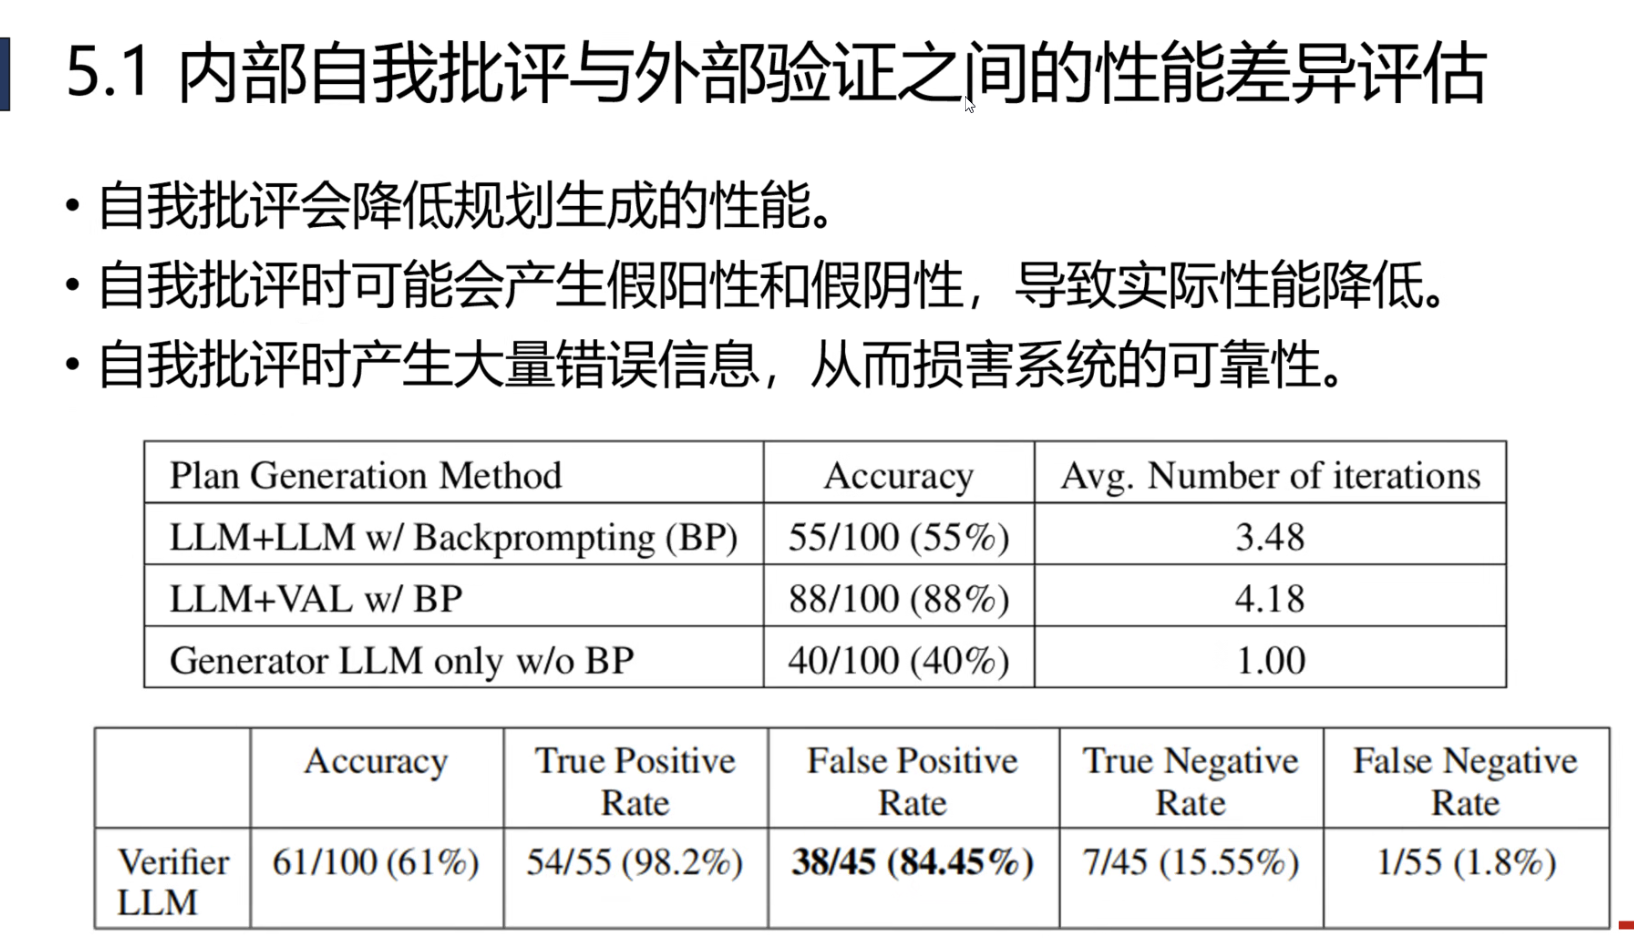 5.1 内部自我批评与外部验证之间的性能差异评估
• 自我批评会降低规划生成的性能。
• 自我批评时可能会产生假阳性和假阴性，导致实际性能降低。
• 自我批评时产生大量错误信息，从而损害系统的可靠性。
Plan Generation Method Accuracy Avg. Number of iterations
LLM+LLM w/ Backprompting (BP) 55/100 (55%) 3.48
LLM+VAL w/ BP 88/100 (88%) 4.18
Generator LLM only w/o BP 40/100 (40%) 1.00
Accuracy True Positive Rate False Positive Rate True Negative Rate False Negative Rate
Verifier LLM 61/100 (61%) 54/55 (98.2%) 38/45 (84.45%) 7/45 (15.55%) 1/55 (1.8%)